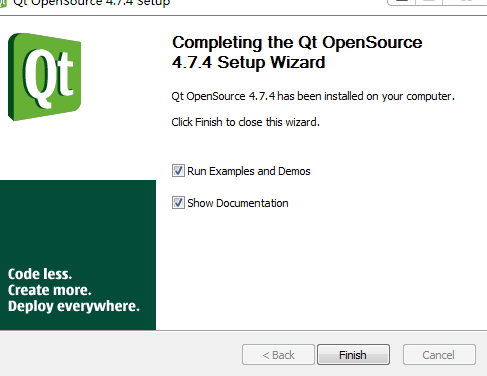 Qt OpenSource 4.7.4 Setup
Qt
Completing the Qt OpenSource
4.7.4 Setup Wizard
Qt OpenSource 4.7.4 has been installed on your computer.
Click Finish to close this wizard.
Run Examples and Demos
Show Documentation
Code less.
Create more.
Deploy everywhere.
< Back
Finish
Cancel